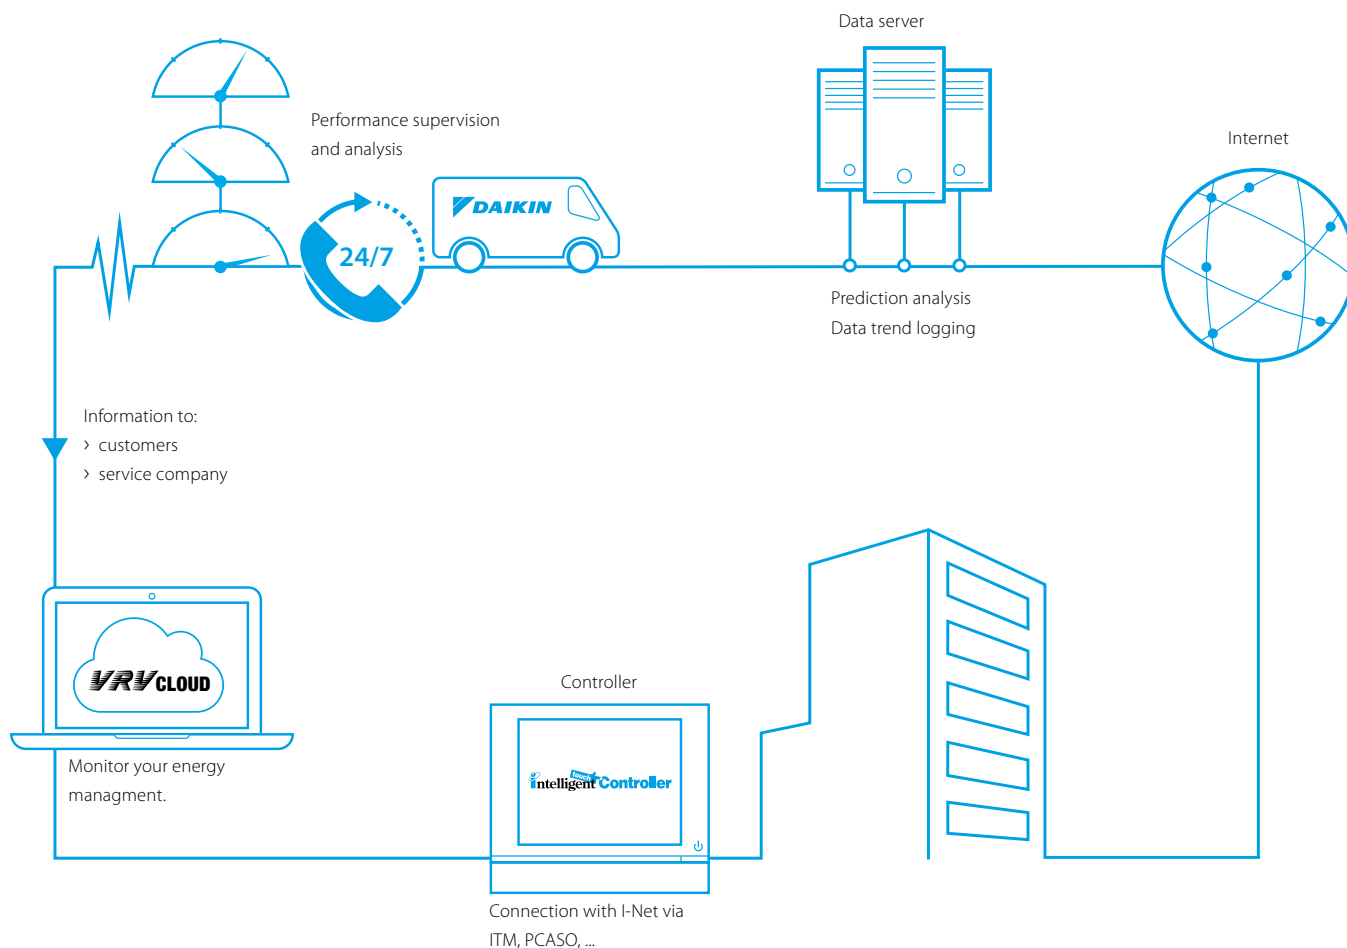 Data server
Performance supervision
and analysis
Internet
DAIKIN
24/7
Prediction analysis
Data trend logging
Information to:
› customers
› service company
VRV CLOUD
Controller
intelligent touch Controller
Monitor your energy
managment.
Connection with I-Net via
ITM, PCASO, ...